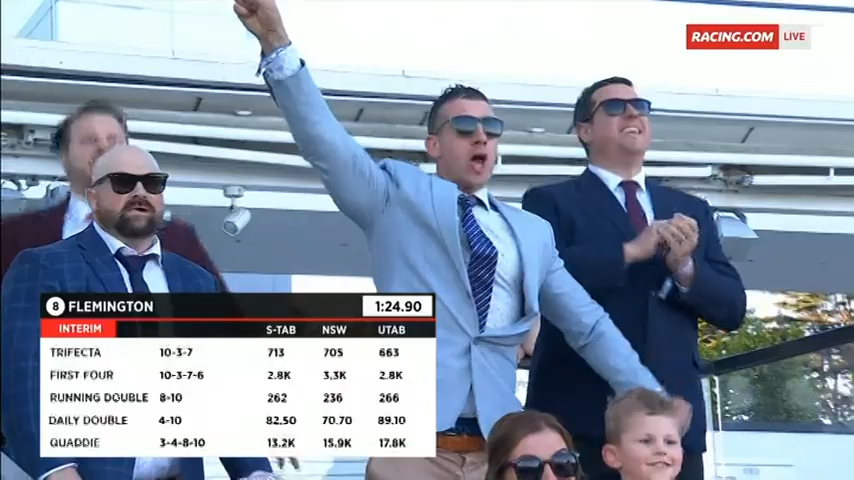 RACING.COM LIVE
8 FLEMINGTON 1:24.90
INTERIM S-TAB NSW UTAB
TRIFECTA 10-3-7 713 705 663
FIRST FOUR 10-3-7-6 2.8K 3.3K 2.8K
RUNNING DOUBLE 8-10 262 236 266
DAILY DOUBLE 4-10 82.50 70.70 89.10
QUADDIE 3-4-8-10 13.2K 15.9K 17.8K